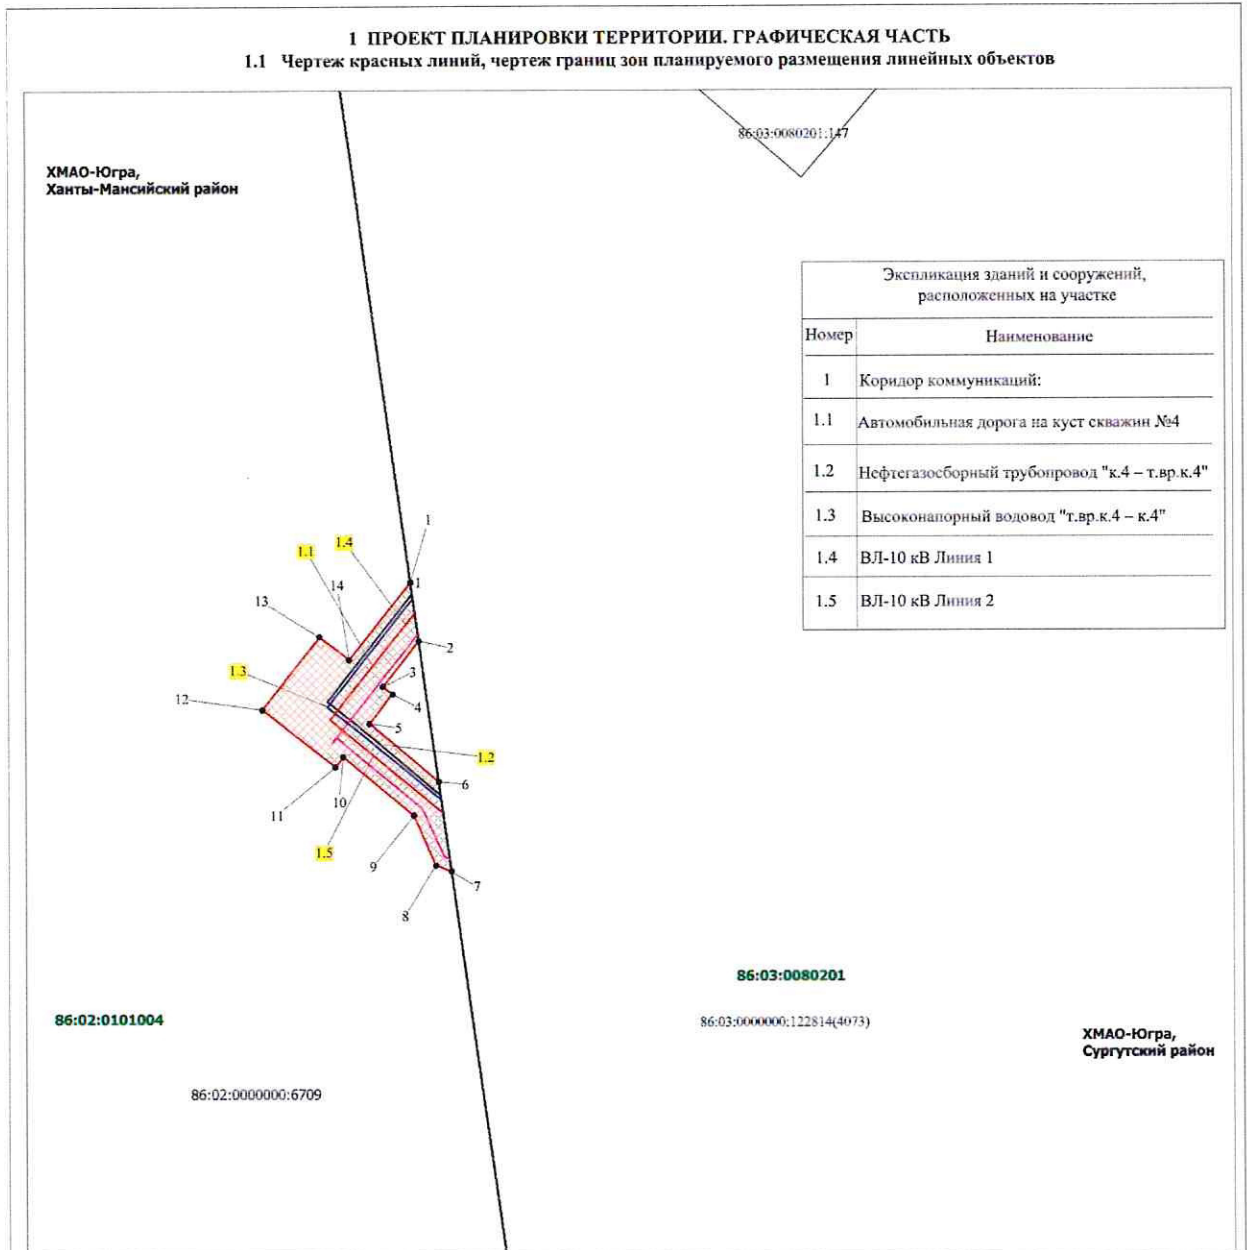 1 ПРОЕКТ ПЛАНИРОВКИ ТЕРРИТОРИИ. ГРАФИЧЕСКАЯ ЧАСТЬ
1.1 Чертеж красных линий, чертеж границ зон планируемого размещения линейных объектов
86:03:0080201:147
ХМАО-Югра,
Ханты-Мансийский район
Экспликация зданий и сооружений,
расположенных на участке
Номер Наименование
1 Коридор коммуникаций:
1.1 Автомобильная дорога на куст скважин №4
1.2 Нефтегазосборный трубопровод "к.4 – т.вр.к.4"
1.3 Высоконапорный водовод "т.вр.к.4 – к.4"
1.4 ВЛ-10 кВ Линия 1
1.5 ВЛ-10 кВ Линия 2
1
1.4
1.1
14
1
13
2
1.3
3
12
4
5
1.2
6
10
11
1.5
9
7
8
86:03:0080201
86:02:0101004
86:03:0000000:122814(4073)
ХМАО-Югра,
Сургутский район
86:02:0000000:6709